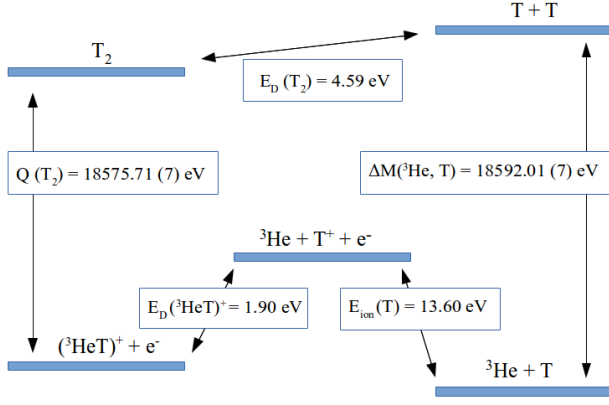 T + T
T₂
E_D (T₂) = 4.59 eV
Q (T₂) = 18575.71 (7) eV
ΔM(³He, T) = 18592.01 (7) eV
³He + T⁺ + e⁻
E_D(³HeT)⁺= 1.90 eV
E_ion(T) = 13.60 eV
(³HeT)⁺ + e⁻
³He + T